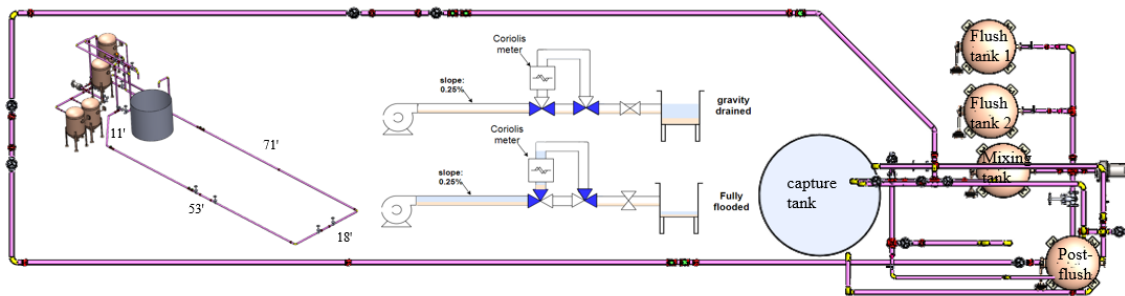 Flush
tank 1
Flush
tank 2
Mixing
tank
Post-
flush
capture
tank
11'
71'
53'
18'
Coriolis
meter
slope:
0.25%
gravity
drained
Coriolis
meter
slope:
0.25%
Fully
flooded